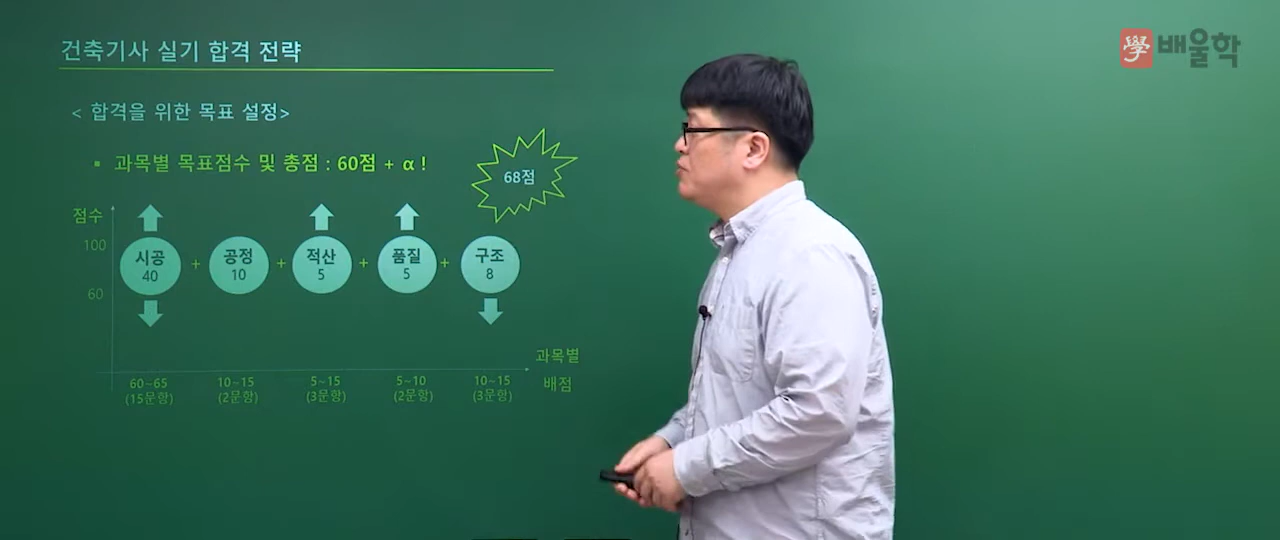 건축기사 실기 합격 전략
學 배울학
< 합격을 위한 목표 설정>
▪ 과목별 목표점수 및 총점 : 60점 + α !
68점
점수
100
60
시공 + 공정 + 적산 + 품질 + 구조
40 10 5 5 8
과목별
배점
60~65 10~15 5~15 5~10 10~15
(15문항) (2문항) (3문항) (2문항) (3문항)